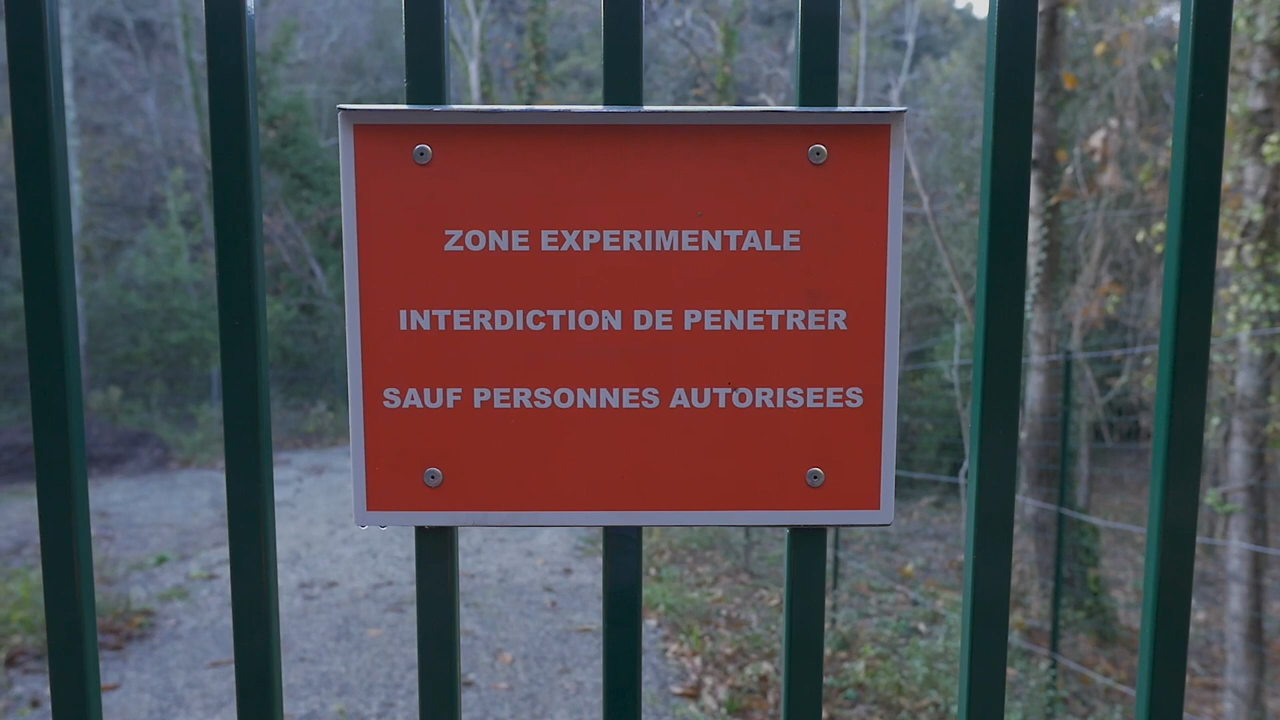 ZONE EXPERIMENTALE
INTERDICTION DE PENETRER
SAUF PERSONNES AUTORISEES